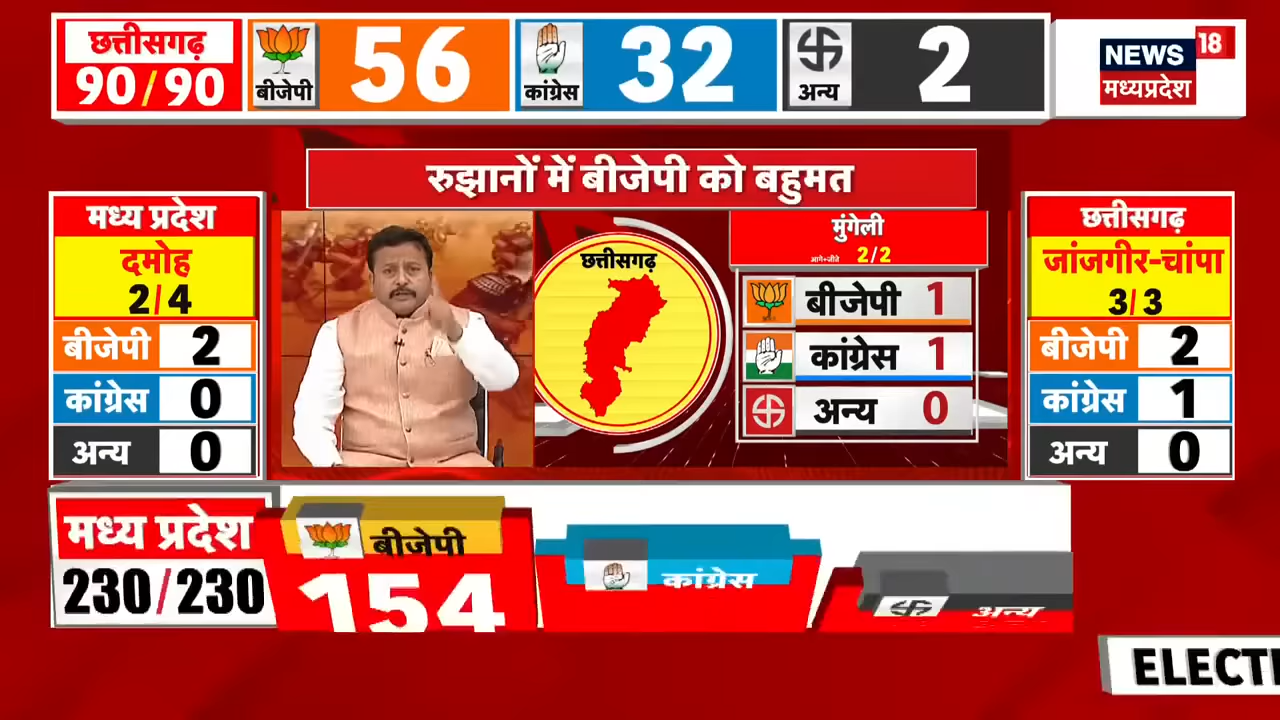 छत्तीसगढ़
90/90
बीजेपी 56
कांग्रेस 32
अन्य 2
NEWS 18
मध्यप्रदेश
रुझानों में बीजेपी को बहुमत
मध्य प्रदेश
दमोह
2/4
बीजेपी 2
कांग्रेस 0
अन्य 0
छत्तीसगढ़
मुंगेली
आगे+जीते 2/2
बीजेपी 1
कांग्रेस 1
अन्य 0
छत्तीसगढ़
जांजगीर-चांपा
3/3
बीजेपी 2
कांग्रेस 1
अन्य 0
मध्य प्रदेश
230/230
बीजेपी
154
कांग्रेस
अन्य